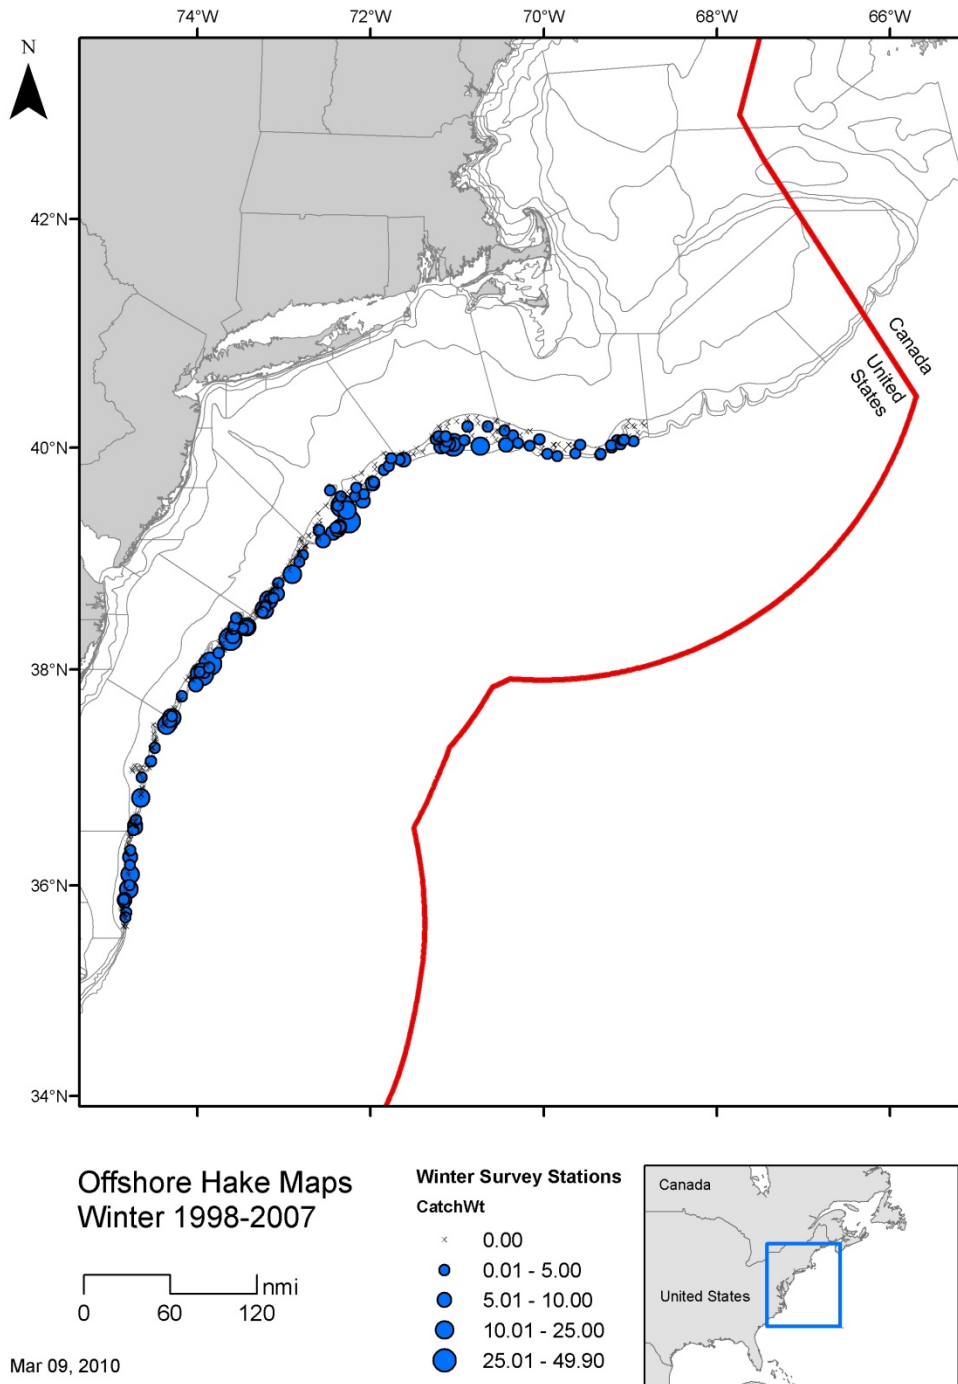 74°W 72°W 70°W 68°W 66°W
N
42°N
40°N
38°N
36°N
34°N
Canada
United
States
Offshore Hake Maps
Winter 1998-2007
0 60 120 nmi
Mar 09, 2010
Winter Survey Stations
CatchWt
0.00
0.01 - 5.00
5.01 - 10.00
10.01 - 25.00
25.01 - 49.90
Canada
United States